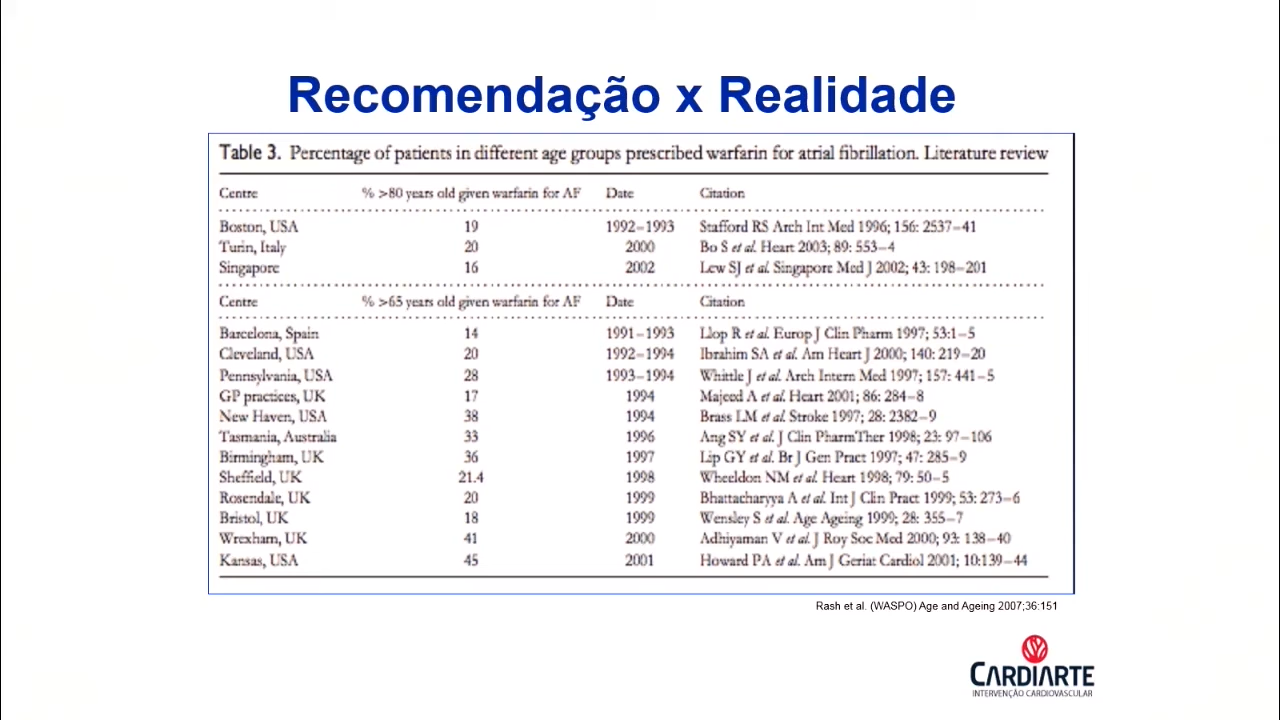 Recomendação x Realidade
Table 3. Percentage of patients in different age groups prescribed warfarin for atrial fibrillation. Literature review
Centre % >80 years old given warfarin for AF Date Citation
Boston, USA 19 1992–1993 Stafford RS Arch Int Med 1996; 156: 2537–41
Turin, Italy 20 2000 Bo S et al. Heart 2003; 89: 553–4
Singapore 16 2002 Lew SJ et al. Singapore Med J 2002; 43: 198–201
Centre % >65 years old given warfarin for AF Date Citation
Barcelona, Spain 14 1991–1993 Llop R et al. Europ J Clin Pharm 1997; 53:1–5
Cleveland, USA 20 1992–1994 Ibrahim SA et al. Am Heart J 2000; 140: 219–20
Pennsylvania, USA 28 1993–1994 Whittle J et al. Arch Intern Med 1997; 157: 441–5
GP practices, UK 17 1994 Majeed A et al. Heart 2001; 86: 284–8
New Haven, USA 38 1994 Brass LM et al. Stroke 1997; 28: 2382–9
Tasmania, Australia 33 1996 Ang SY et al. J Clin PharmTher 1998; 23: 97–106
Birmingham, UK 36 1997 Lip GY et al. Br J Gen Pract 1997; 47: 285–9
Sheffield, UK 21.4 1998 Wheeldon NM et al. Heart 1998; 79: 50–5
Rosendale, UK 20 1999 Bhattacharyya A et al. Int J Clin Pract 1999; 53: 273–6
Bristol, UK 18 1999 Wensley S et al. Age Ageing 1999; 28: 355–7
Wrexham, UK 41 2000 Adhiyaman V et al. J Roy Soc Med 2000; 93: 138–40
Kansas, USA 45 2001 Howard PA et al. Am J Geriat Cardiol 2001; 10:139–44
Rash et al. (WASPO) Age and Ageing 2007;36:151
CARDIARTE
INTERVENÇÃO CARDIOVASCULAR